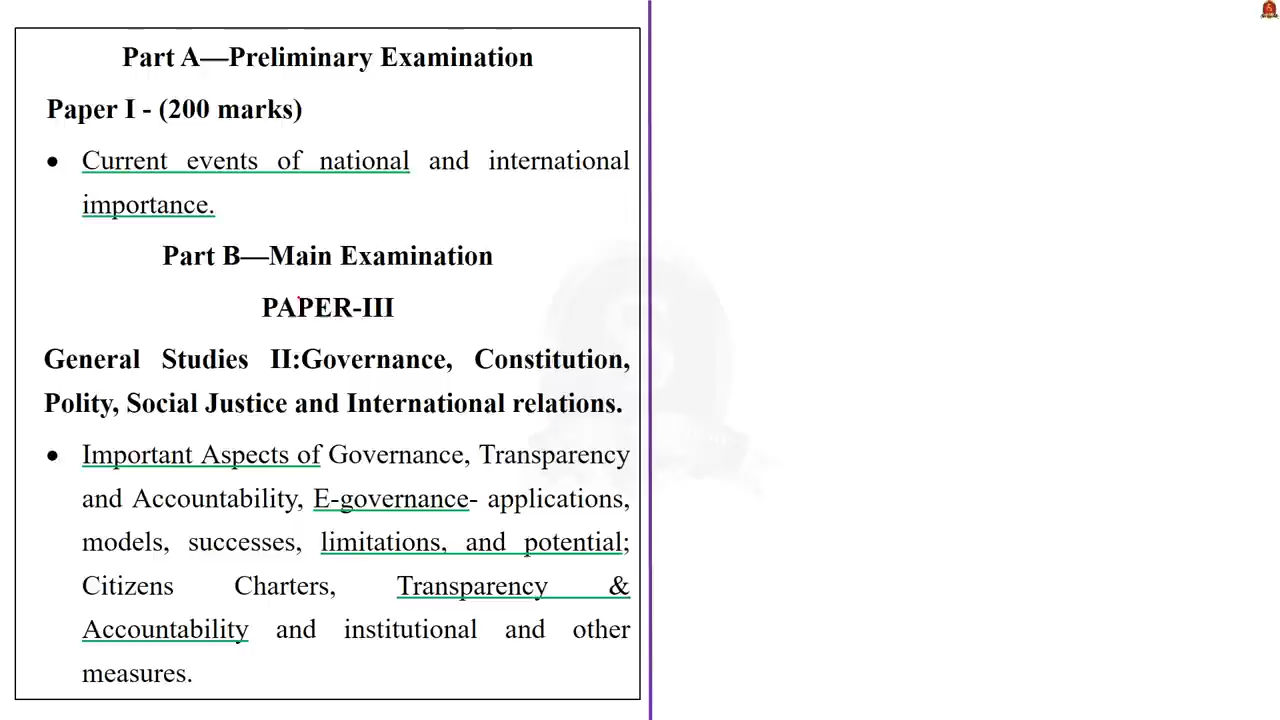 Part A—Preliminary Examination
Paper I - (200 marks)
• Current events of national and international
importance.
Part B—Main Examination
PAPER-III
General Studies II:Governance, Constitution,
Polity, Social Justice and International relations.
• Important Aspects of Governance, Transparency
and Accountability, E-governance- applications,
models, successes, limitations, and potential;
Citizens Charters, Transparency &
Accountability and institutional and other
measures.